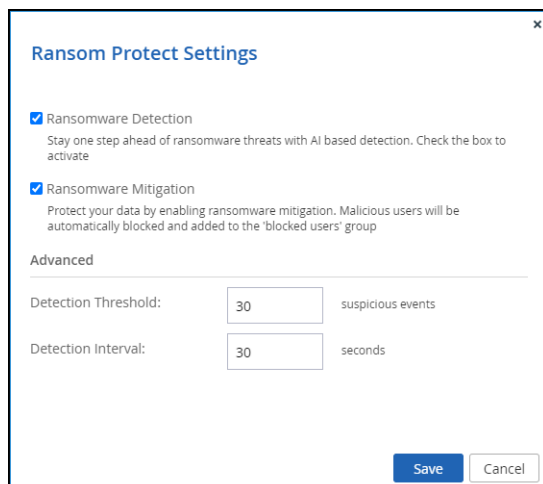 ×
Ransom Protect Settings
Ransomware Detection
Stay one step ahead of ransomware threats with AI based detection. Check the box to
activate
Ransomware Mitigation
Protect your data by enabling ransomware mitigation. Malicious users will be
automatically blocked and added to the 'blocked users' group
Advanced
Detection Threshold: 30 suspicious events
Detection Interval: 30 seconds
Save Cancel